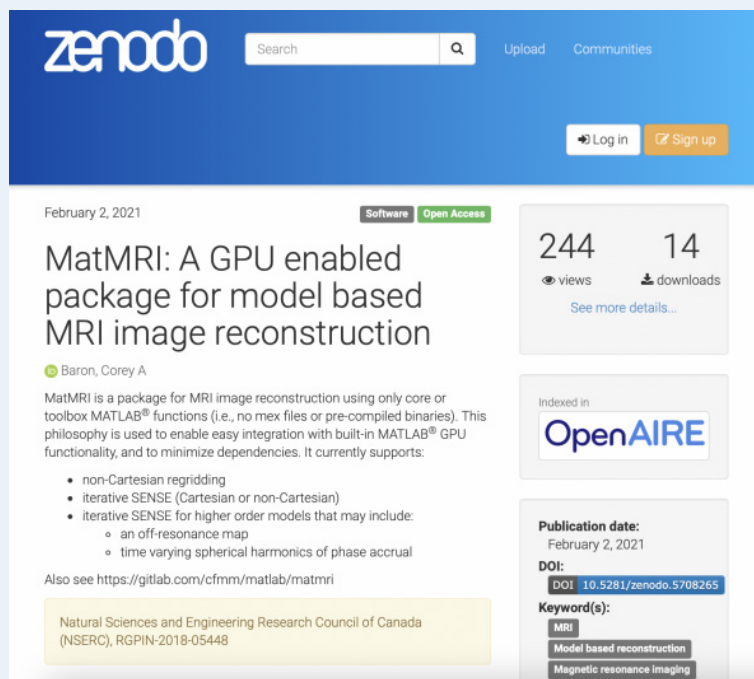 zenodo
Search
Upload
Communities
Log in
Sign up
February 2, 2021
Software
Open Access
MatMRI: A GPU enabled
package for model based
MRI image reconstruction
iD Baron, Corey A
MatMRI is a package for MRI image reconstruction using only core or
toolbox MATLAB® functions (i.e., no mex files or pre-compiled binaries). This
philosophy is used to enable easy integration with built-in MATLAB® GPU
functionality, and to minimize dependencies. It currently supports:
• non-Cartesian regridding
• iterative SENSE (Cartesian or non-Cartesian)
• iterative SENSE for higher order models that may include:
◦ an off-resonance map
◦ time varying spherical harmonics of phase accrual
Also see https://gitlab.com/cfmm/matlab/matmri
Natural Sciences and Engineering Research Council of Canada
(NSERC), RGPIN-2018-05448
244
views
14
downloads
See more details...
Indexed in
OpenAIRE
Publication date:
February 2, 2021
DOI:
DOI 10.5281/zenodo.5708265
Keyword(s):
MRI
Model based reconstruction
Magnetic resonance imaging